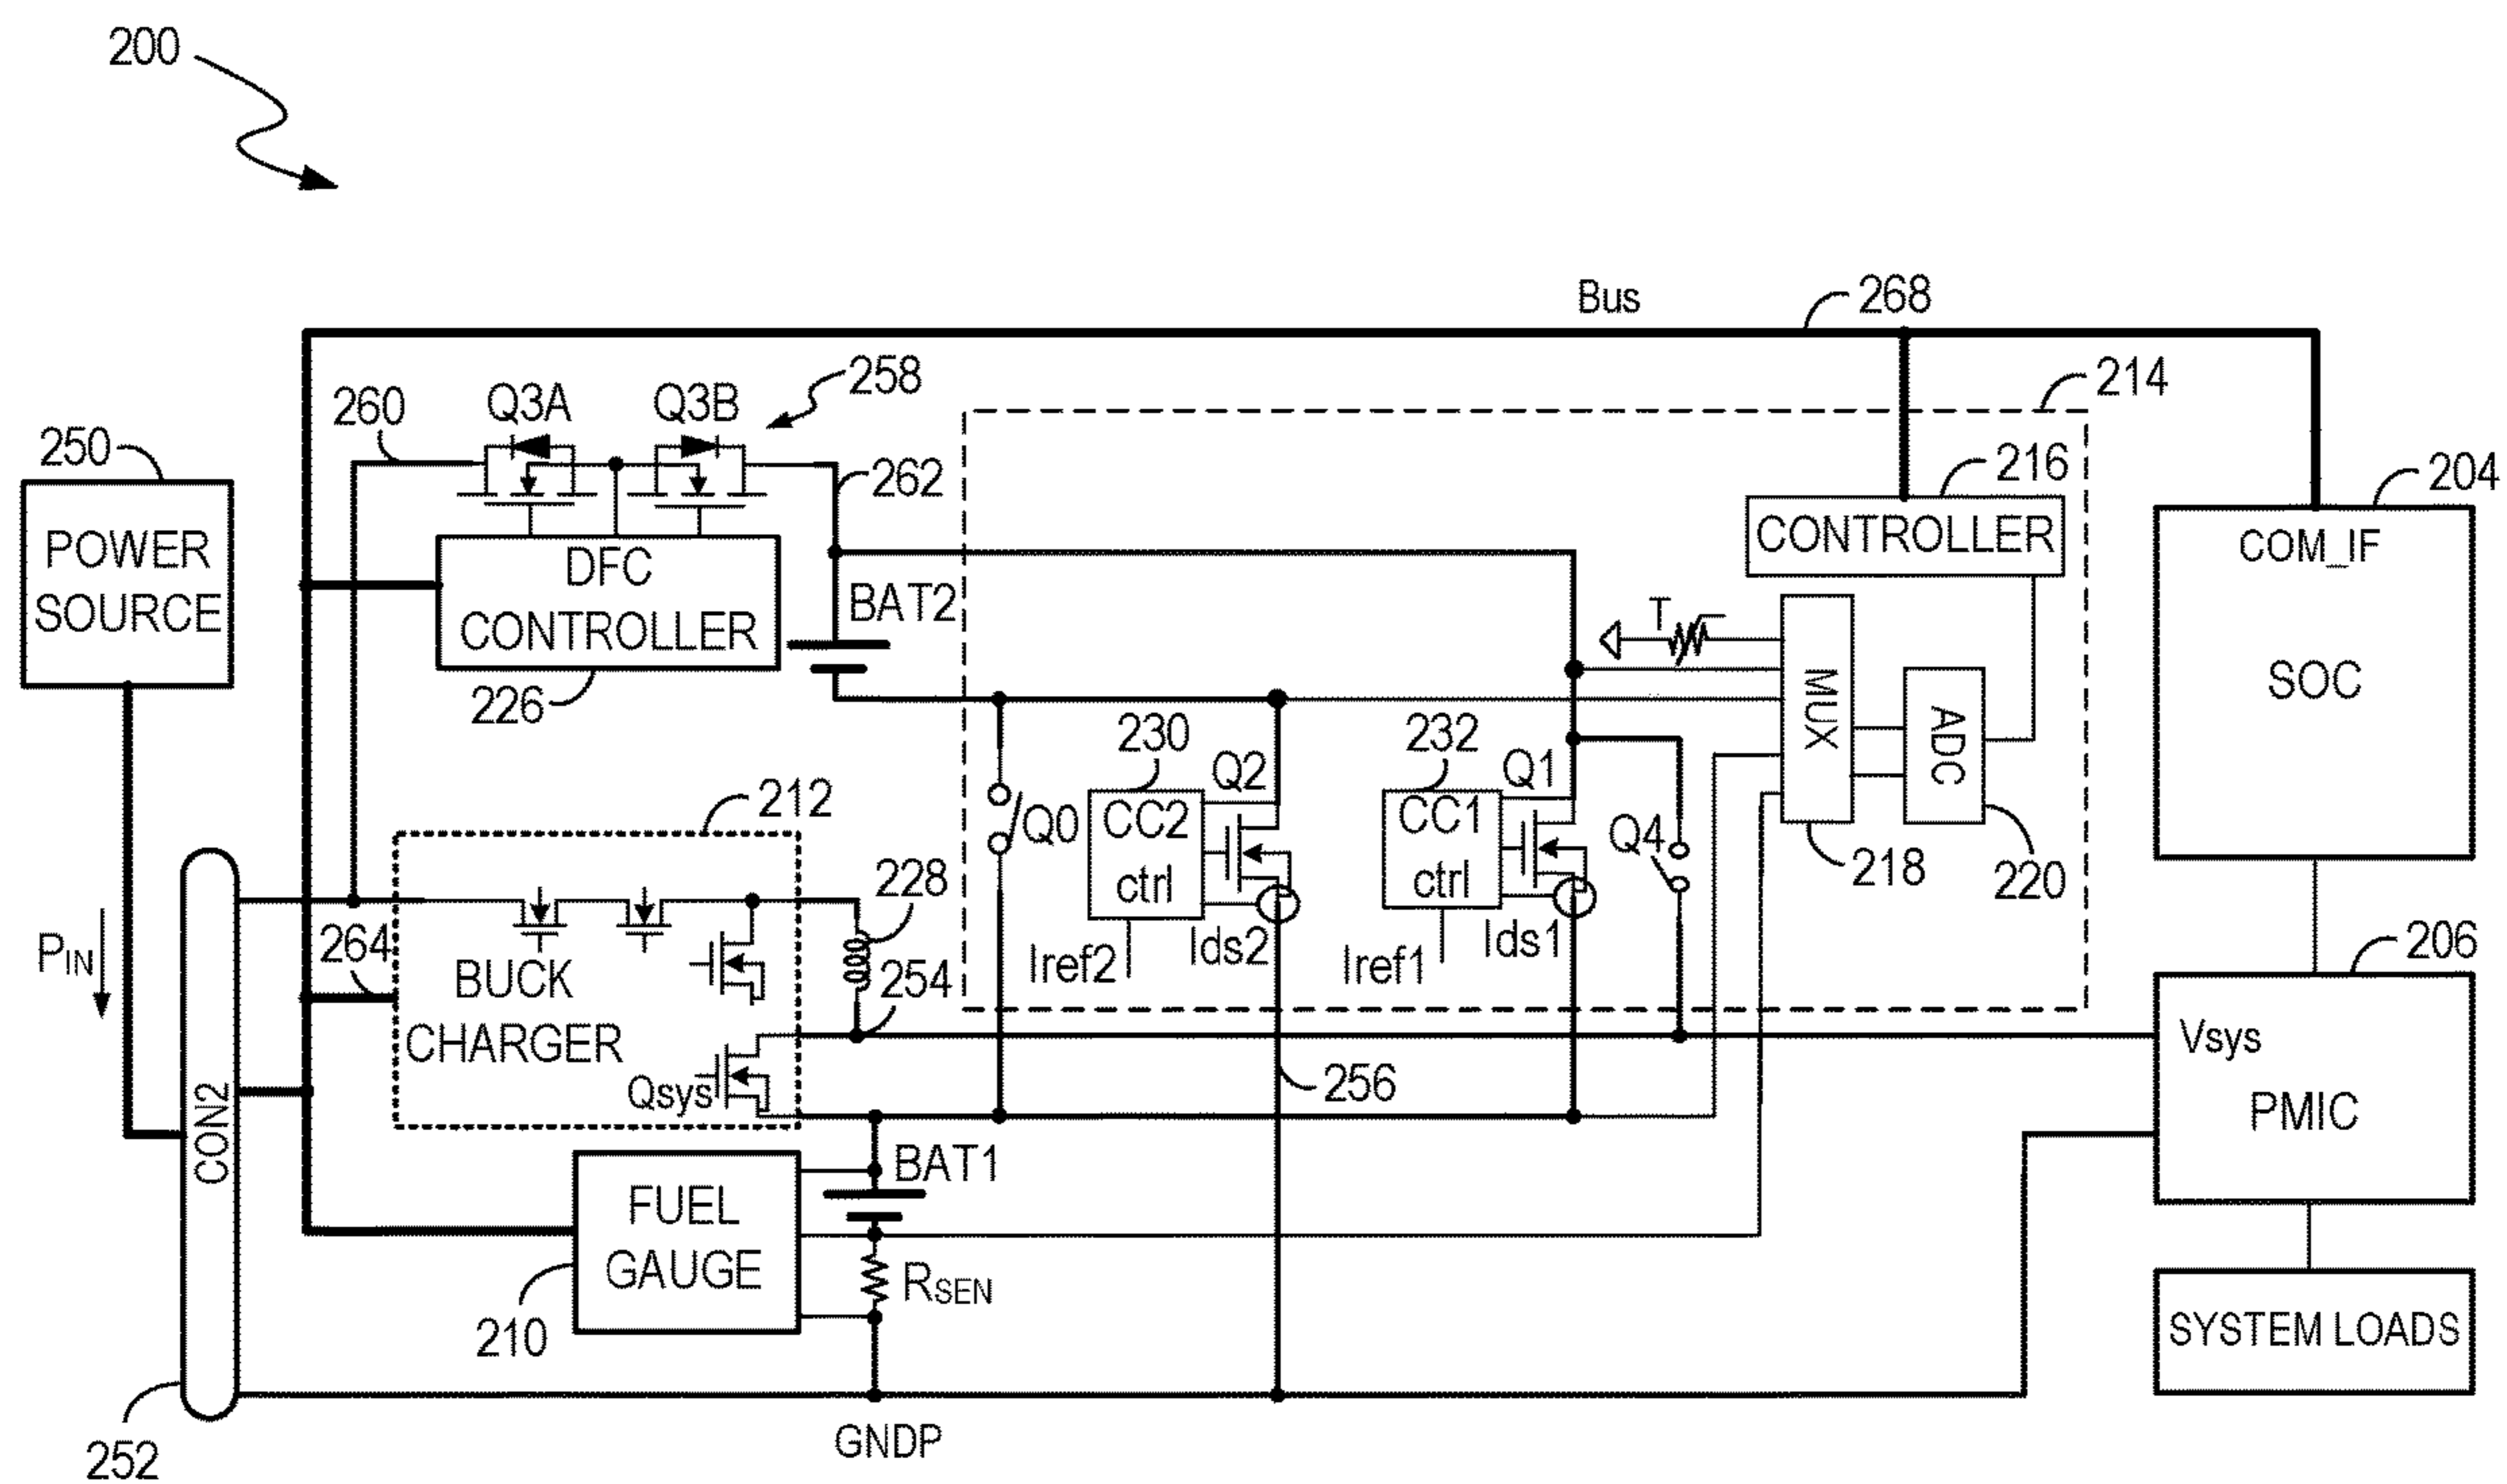 200
Bus
268
214
260
Q3A
Q3B
258
250
262
216
204
POWER
SOURCE
DFC
CONTROLLER
226
BAT2
CONTROLLER
COM_IF
SOC
T
MUX
ADC
218
220
230
Q2
CC2
ctrl
Iref2
Ids2
232
Q1
CC1
ctrl
Iref1
Ids1
Q0
Q4
212
228
254
PIN
264
BUCK
CHARGER
Qsys
256
206
Vsys
PMIC
CON2
BAT1
FUEL
GAUGE
210
RSEN
SYSTEM LOADS
252
GNDP